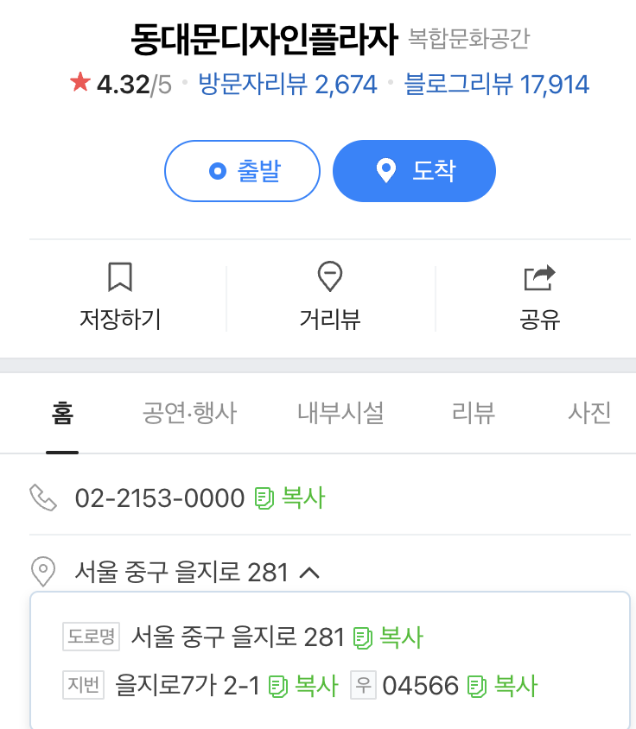 동대문디자인플라자 복합문화공간
4.32/5 · 방문자리뷰 2,674 · 블로그리뷰 17,914
출발 도착
저장하기 거리뷰 공유
홈 공연·행사 내부시설 리뷰 사진
02-2153-0000 복사
서울 중구 을지로 281
도로명 서울 중구 을지로 281 복사
지번 을지로7가 2-1 복사 우 04566 복사